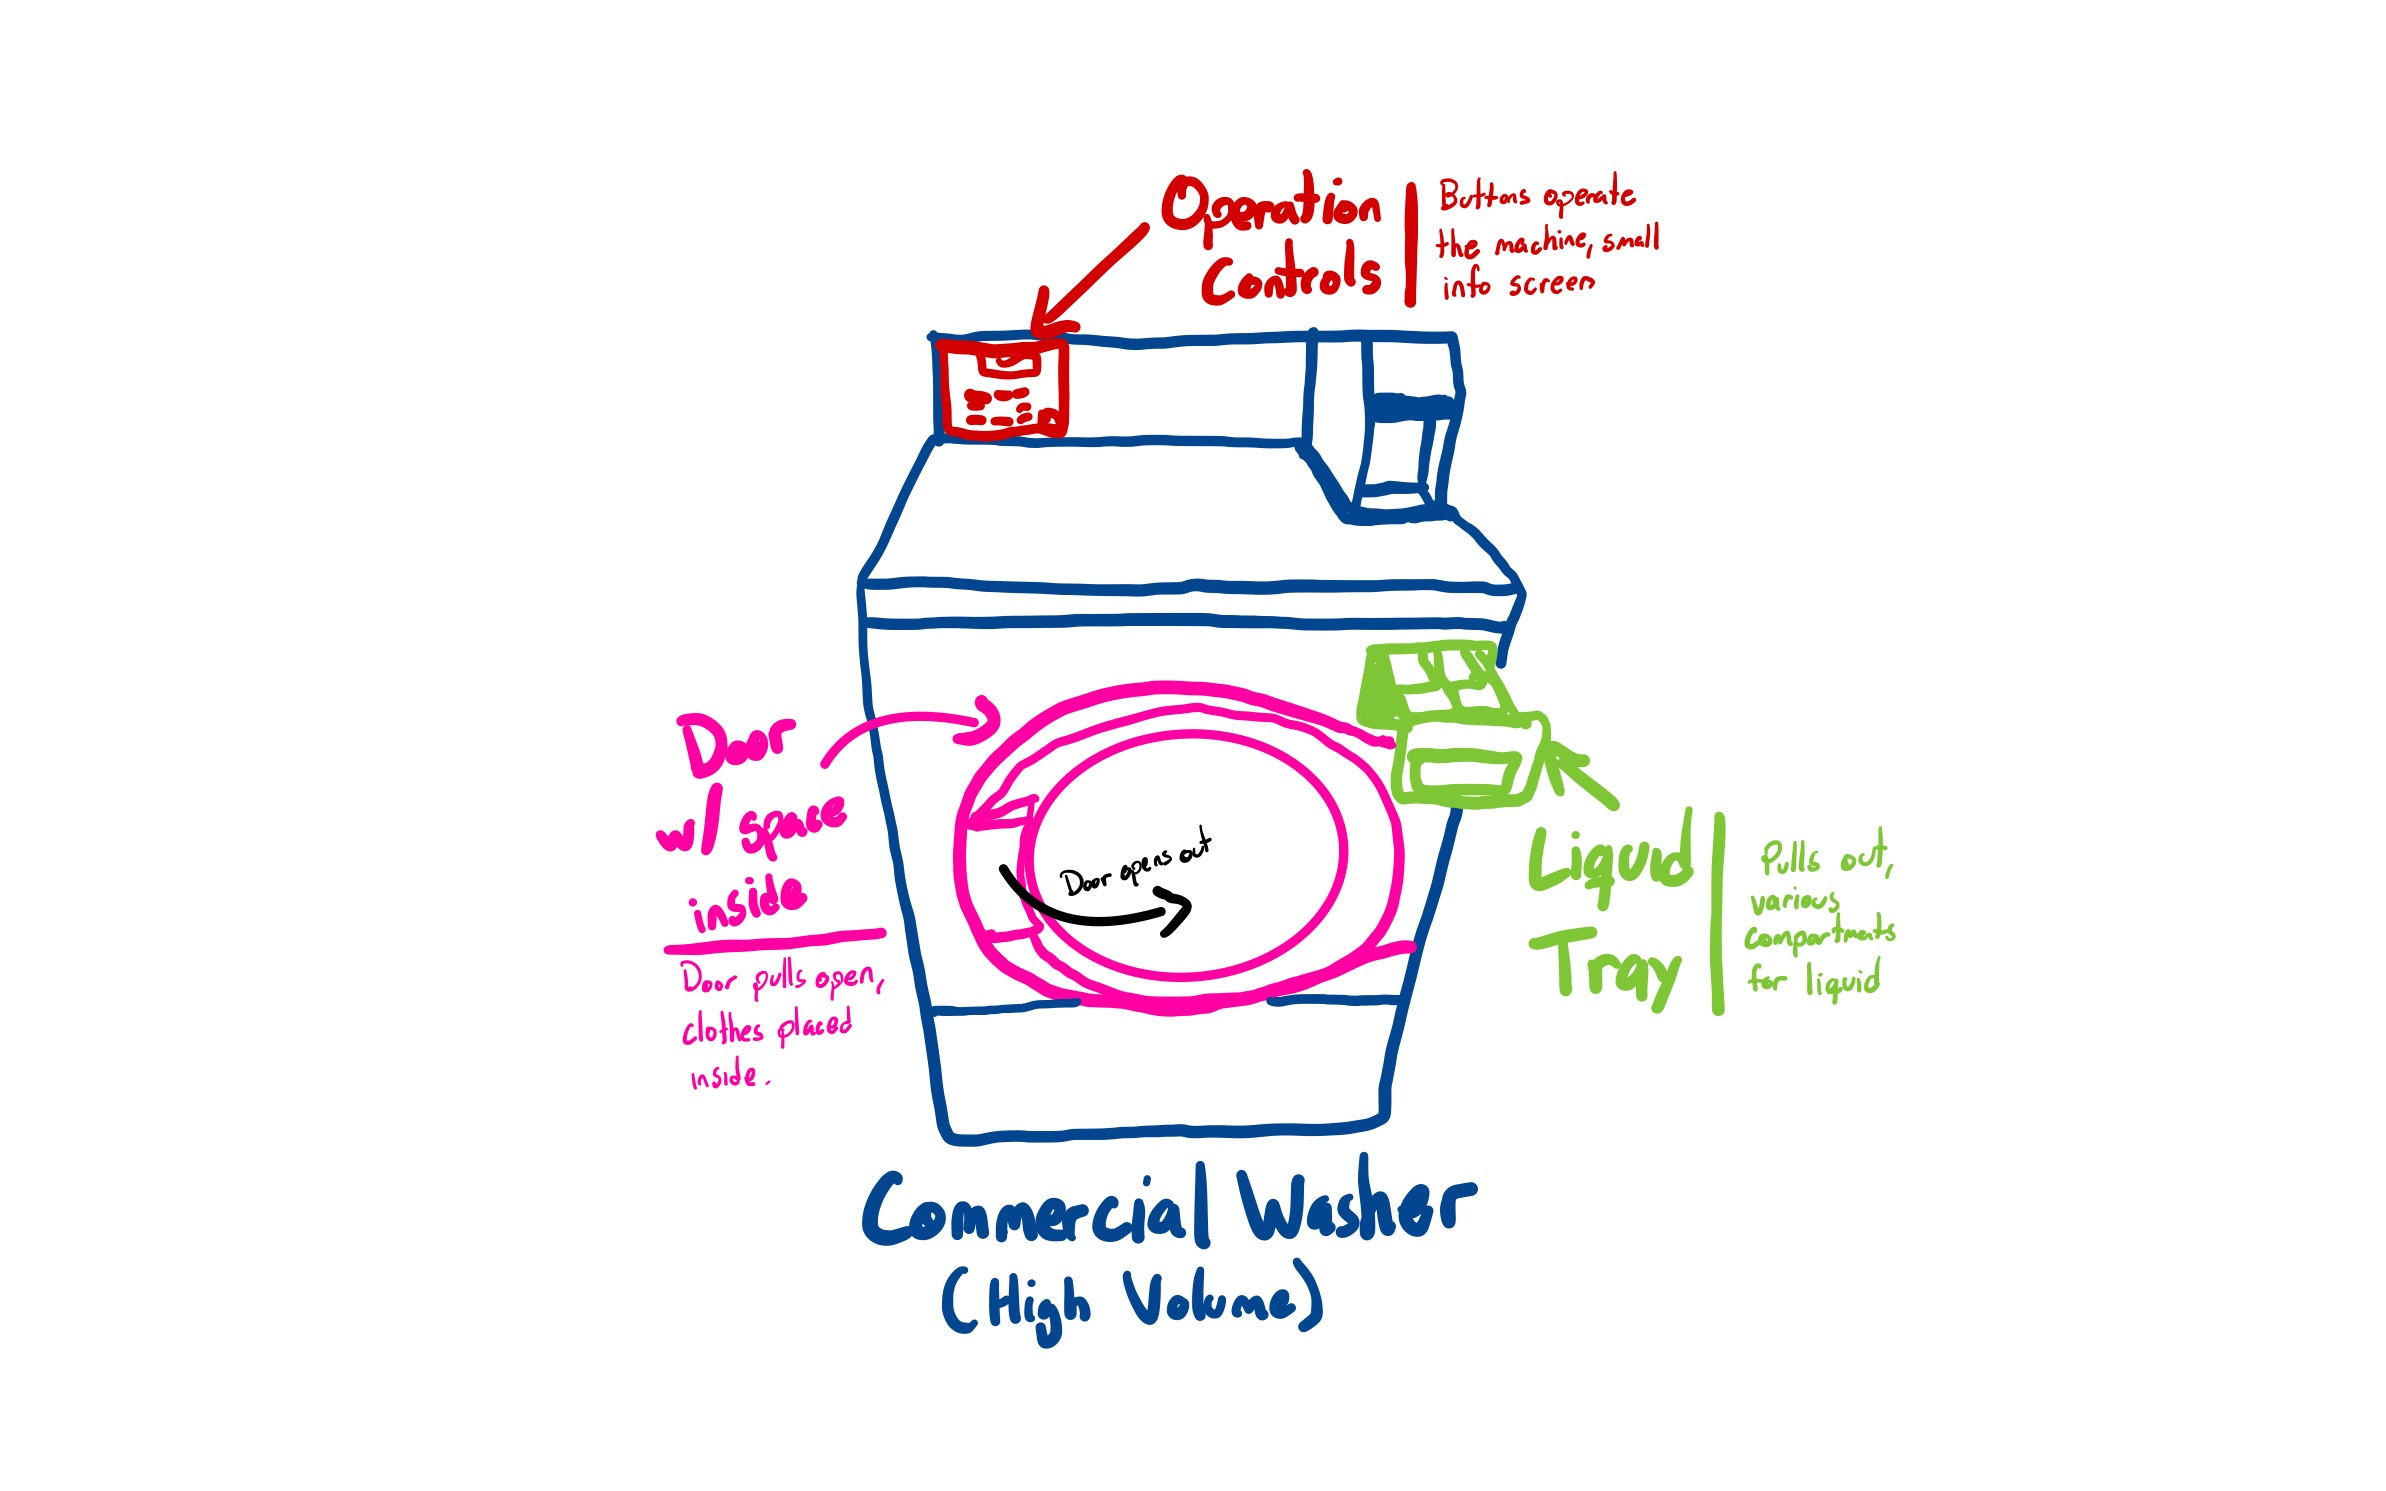 Operation
Controls
Buttons operate
the machine, small
info screen
Door
w/ space
inside
Door pulls open,
clothes placed
inside.
Door opens out
Liquid
Tray
Pulls out,
various
compartments
for liquid
Commercial Washer
(High Volume)